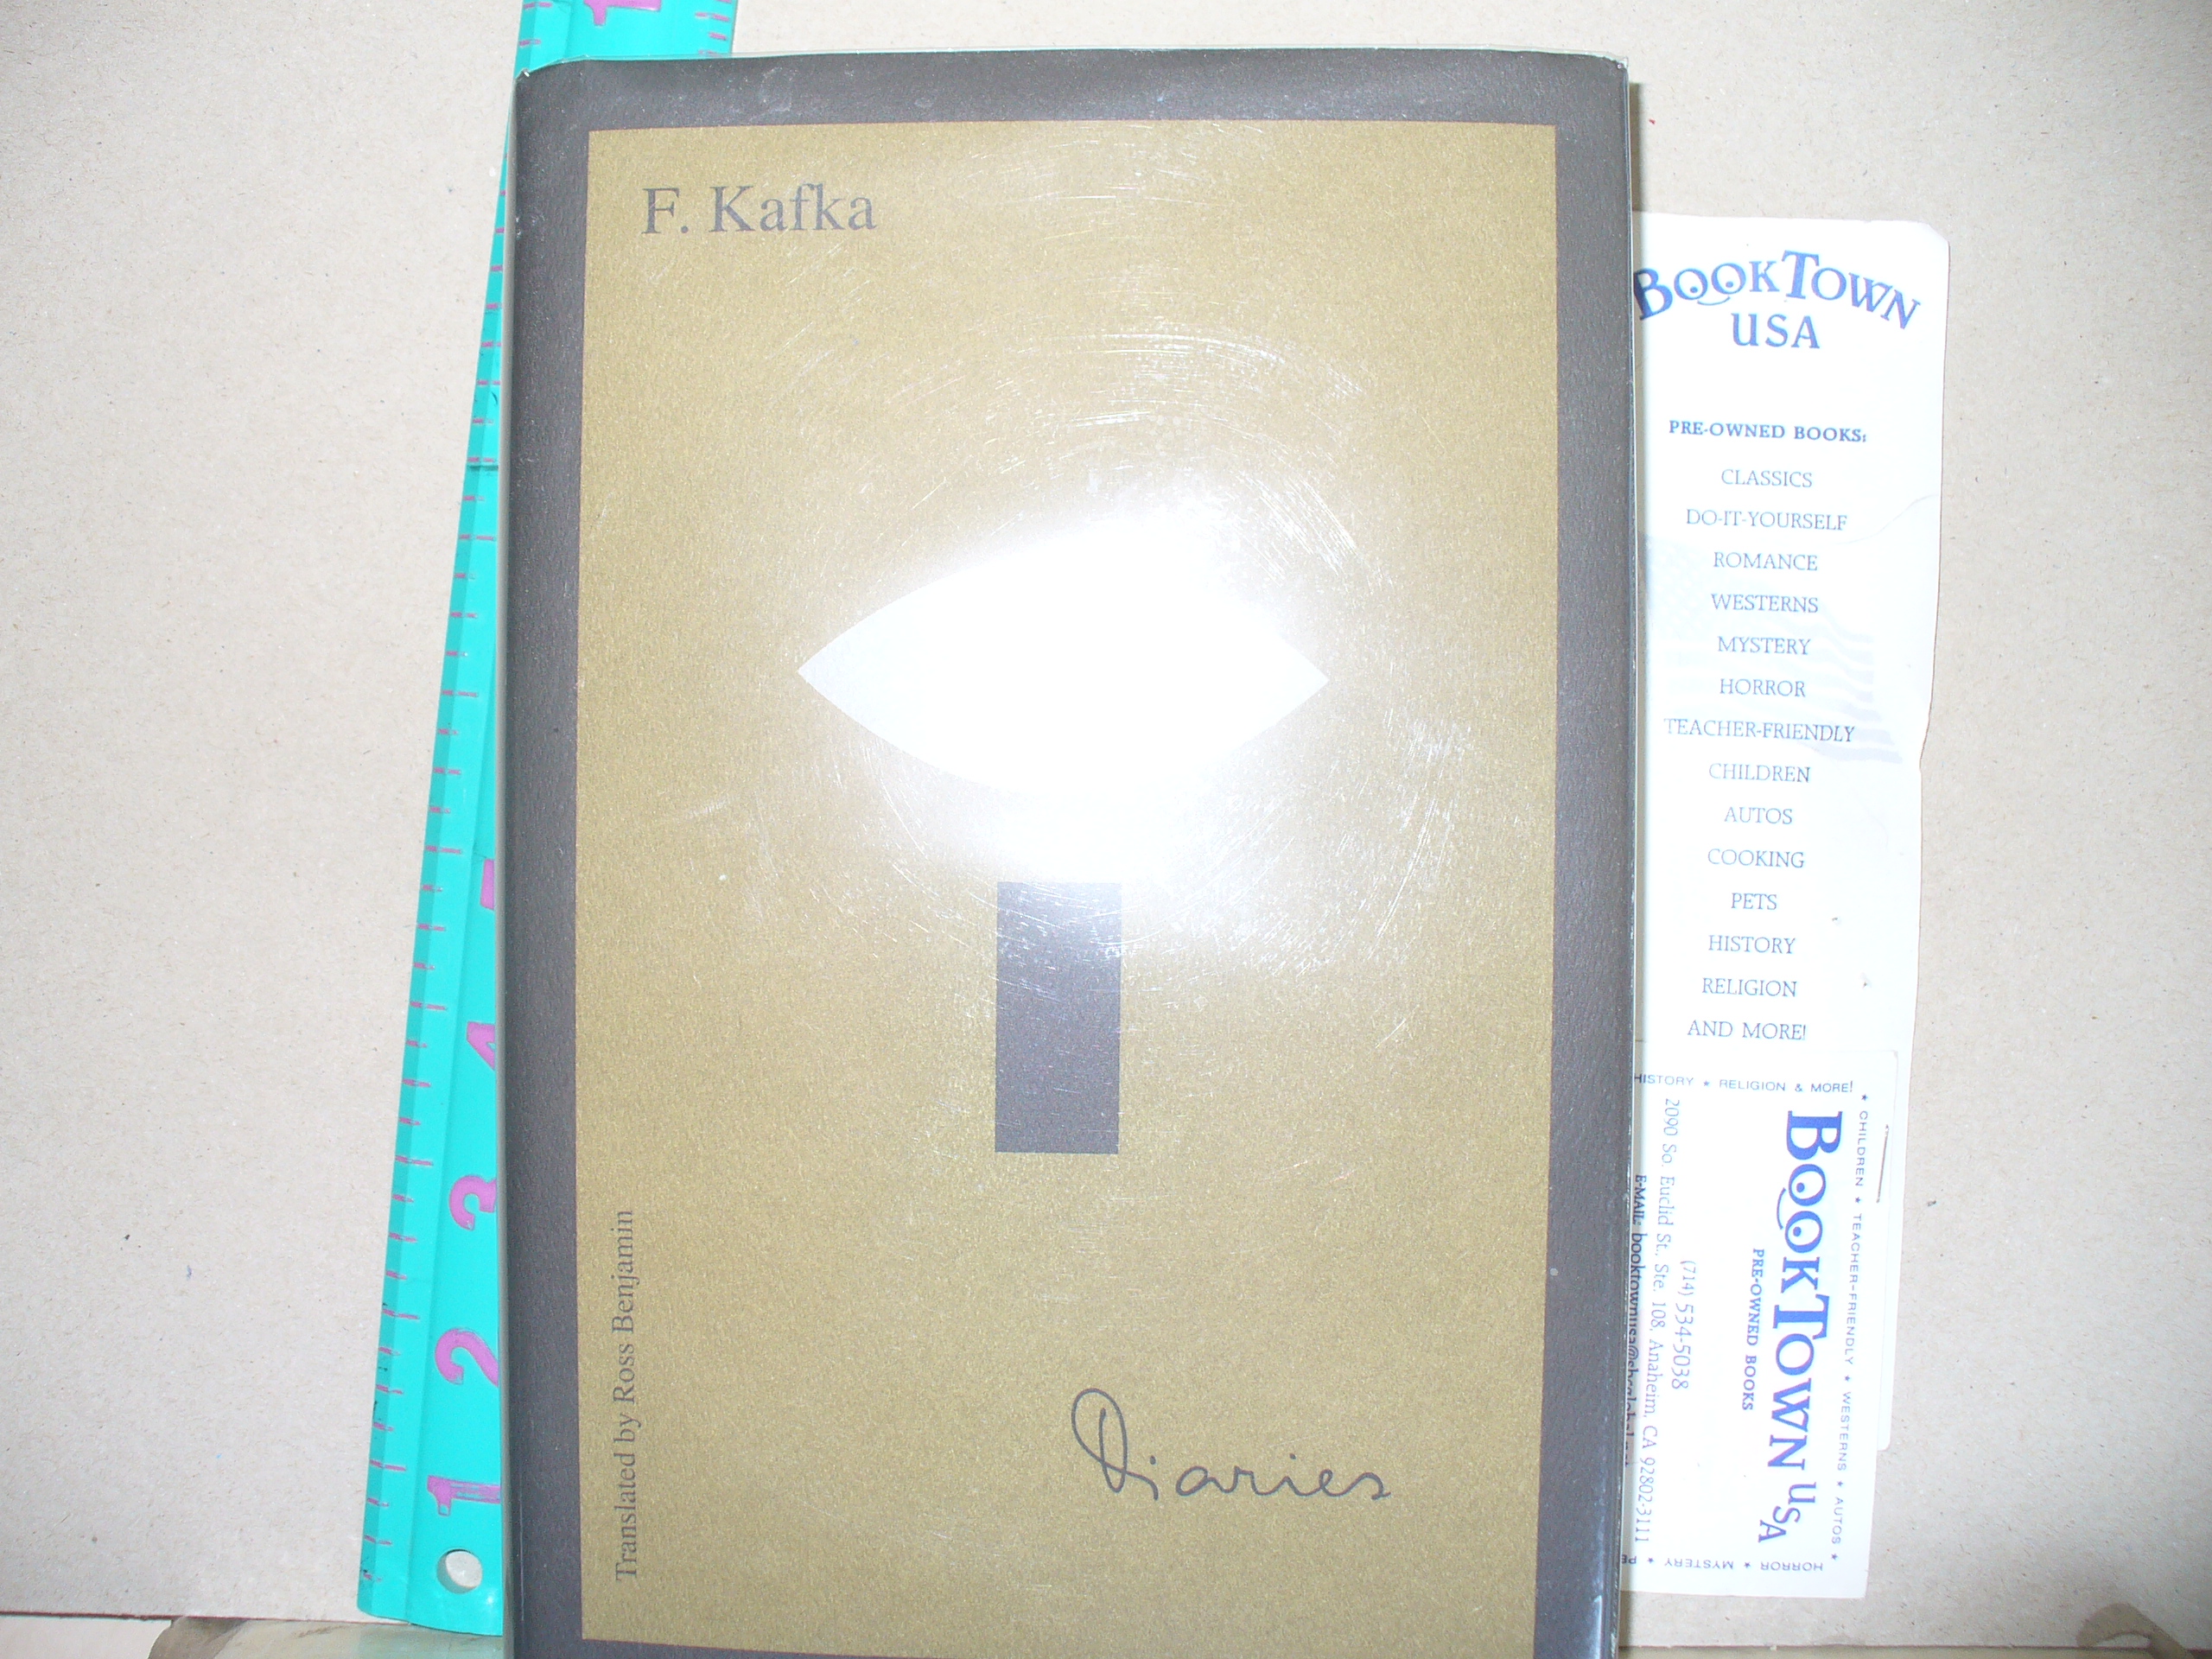 F. Kafka
Translated by Ross Benjamin
Diaries
1
2
3
4
BOOKTOWN
USA
PRE-OWNED BOOKS:
CLASSICS
DO-IT-YOURSELF
ROMANCE
WESTERNS
MYSTERY
HORROR
TEACHER-FRIENDLY
CHILDREN
AUTOS
COOKING
PETS
HISTORY
RELIGION
AND MORE!
HISTORY ★ RELIGION & MORE!
★ CHILDREN ★ TEACHER-FRIENDLY ★ WESTERNS ★ AUTOS ★
HORROR ★ MYSTERY ★
BOOKTOWN USA
PRE-OWNED BOOKS
(714) 534-5038
2090 So. Euclid St., Ste. 108, Anaheim, CA 92802-3111
E-MAIL: